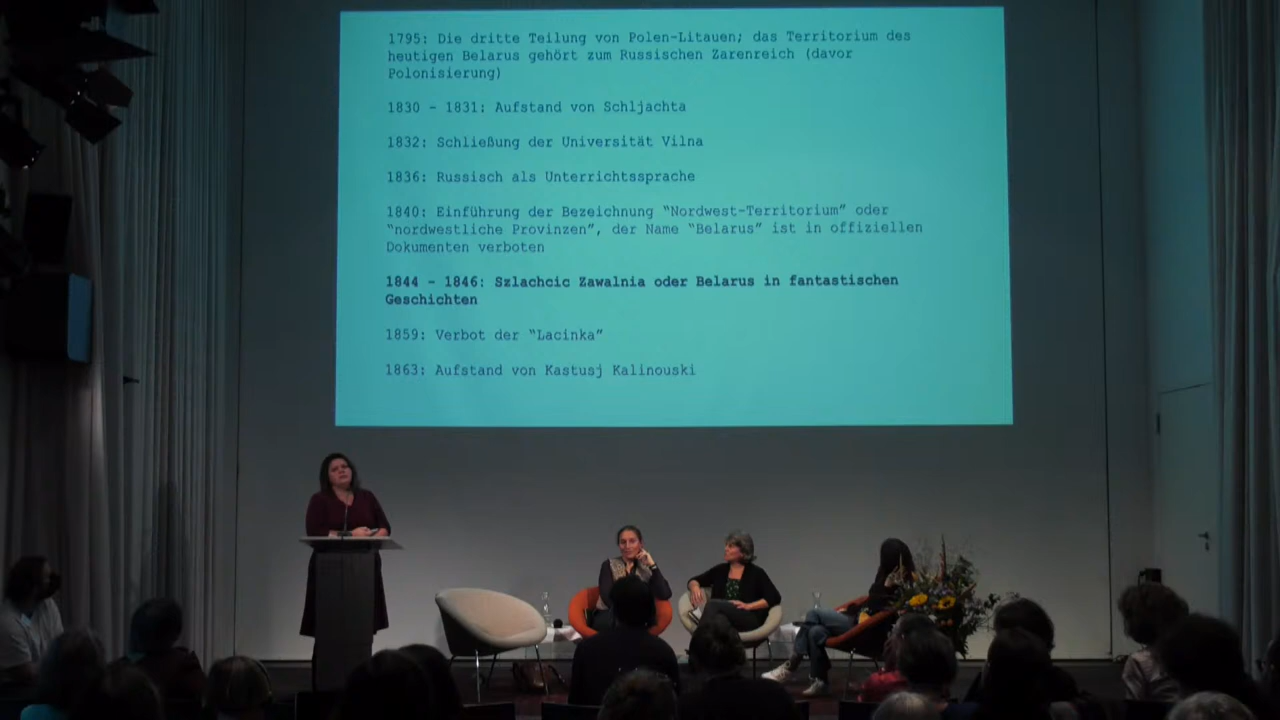 1795: Die dritte Teilung von Polen-Litauen; das Territorium des
heutigen Belarus gehört zum Russischen Zarenreich (davor
Polonisierung)
1830 - 1831: Aufstand von Schljachta
1832: Schließung der Universität Vilna
1836: Russisch als Unterrichtssprache
1840: Einführung der Bezeichnung “Nordwest-Territorium” oder
“nordwestliche Provinzen”, der Name “Belarus” ist in offiziellen
Dokumenten verboten
1844 - 1846: Szlachcic Zawalnia oder Belarus in fantastischen
Geschichten
1859: Verbot der “Lacinka”
1863: Aufstand von Kastusj Kalinouski